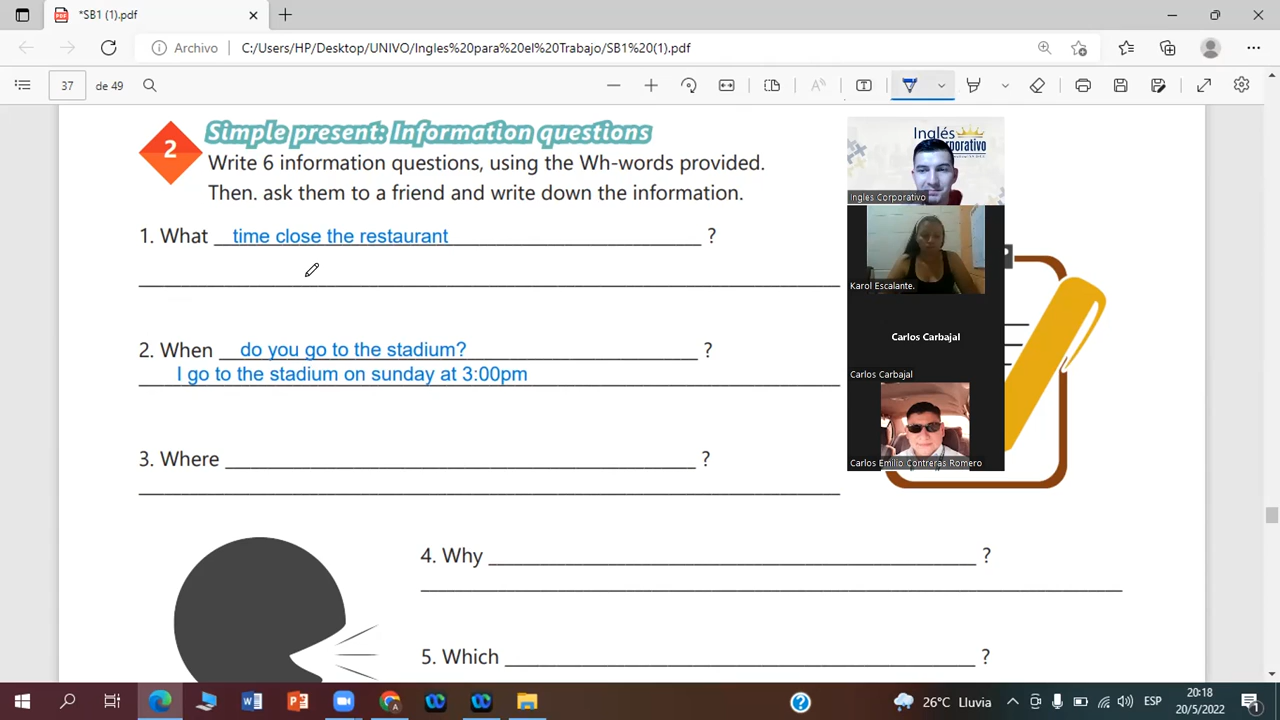 *SB1 (1).pdf
Archivo
C:/Users/HP/Desktop/UNIVO/Ingles%20para%20el%20Trabajo/SB1%20(1).pdf
37 de 49
2
Simple present: Information questions
Write 6 information questions, using the Wh-words provided.
Then. ask them to a friend and write down the information.
1. What time close the restaurant ?
2. When do you go to the stadium? ?
I go to the stadium on sunday at 3:00pm
3. Where ?
4. Why ?
5. Which ?
Inglés
Ingles Corporativo
Karol Escalante.
Carlos Carbajal
Carlos Carbajal
Carlos Emilio Contreras Romero
26°C Lluvia
ESP
20:18
20/5/2022